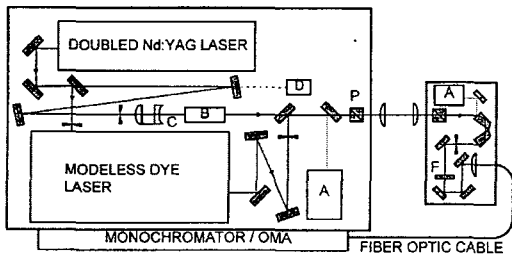 DOUBLED Nd:YAG LASER
A
D
P
C
B
F
MODELESS DYE
LASER
A
MONOCHROMATOR / OMA
FIBER OPTIC CABLE